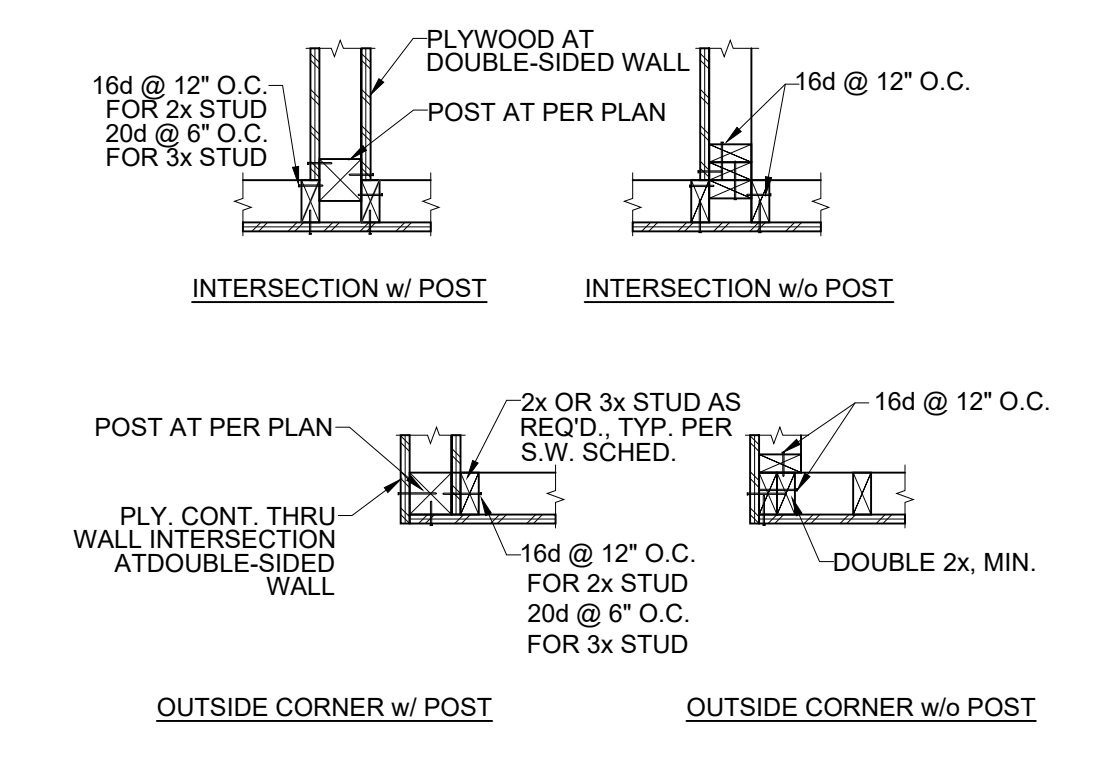 PLYWOOD AT
DOUBLE-SIDED WALL
16d @ 12" O.C.
FOR 2x STUD
20d @ 6" O.C.
FOR 3x STUD
POST AT PER PLAN
16d @ 12" O.C.
INTERSECTION w/ POST
INTERSECTION w/o POST
POST AT PER PLAN
PLY. CONT. THRU
WALL INTERSECTION
ATDOUBLE-SIDED
WALL
2x OR 3x STUD AS
REQ'D., TYP. PER
S.W. SCHED.
16d @ 12" O.C.
FOR 2x STUD
20d @ 6" O.C.
FOR 3x STUD
16d @ 12" O.C.
DOUBLE 2x, MIN.
OUTSIDE CORNER w/ POST
OUTSIDE CORNER w/o POST